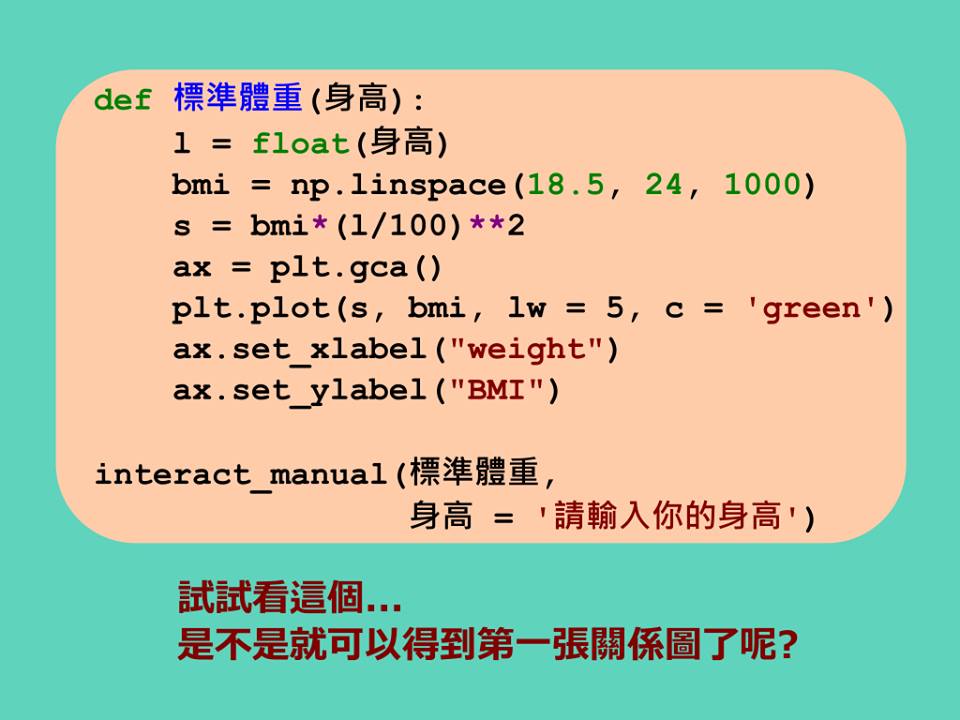 def 標準體重(身高):
    l = float(身高)
    bmi = np.linspace(18.5, 24, 1000)
    s = bmi*(l/100)**2
    ax = plt.gca()
    plt.plot(s, bmi, lw = 5, c = 'green')
    ax.set_xlabel("weight")
    ax.set_ylabel("BMI")
interact_manual(標準體重,
                身高 = '請輸入你的身高')
試試看這個...
是不是就可以得到第一張關係圖了呢?